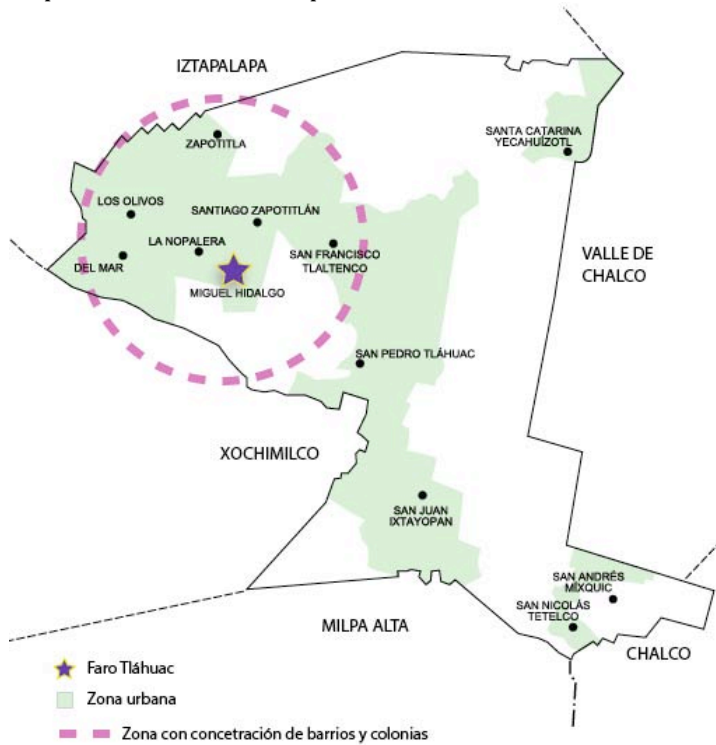 IZTAPALAPA
SANTA CATARINA
YECAHUÍZOTL
ZAPOTITLA
LOS OLIVOS
SANTIAGO ZAPOTITLÁN
LA NOPALERA
SAN FRANCISCO
TLALTENCO
DEL MAR
MIGUEL HIDALGO
VALLE DE
CHALCO
SAN PEDRO TLÁHUAC
XOCHIMILCO
SAN JUAN
IXTAYOPAN
SAN ANDRÉS
MÍXQUIC
SAN NICOLÁS
TETELCO
MILPA ALTA
CHALCO
Faro Tláhuac
Zona urbana
Zona con concetración de barrios y colonias